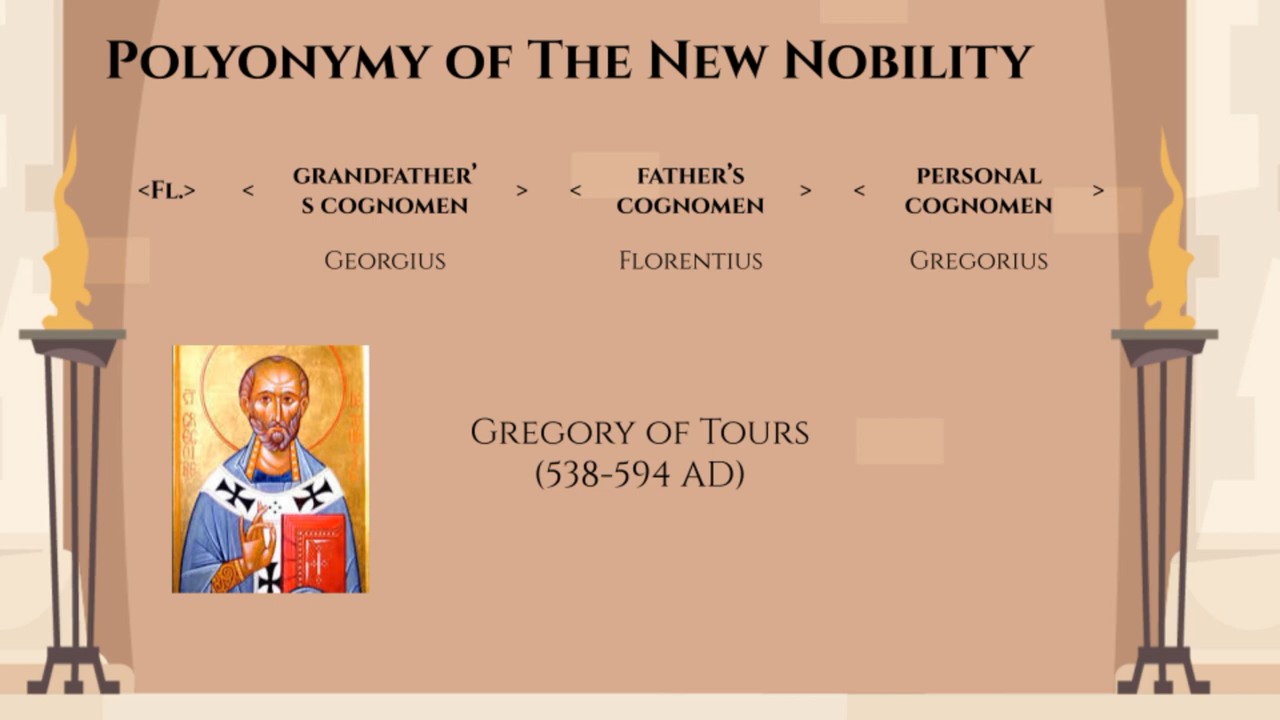 Polyonymy of The New Nobility
<Fl.> < grandfather’ > < father’s > < personal >
s cognomen cognomen cognomen
Georgius Florentius Gregorius
Gregory of Tours
(538-594 AD)